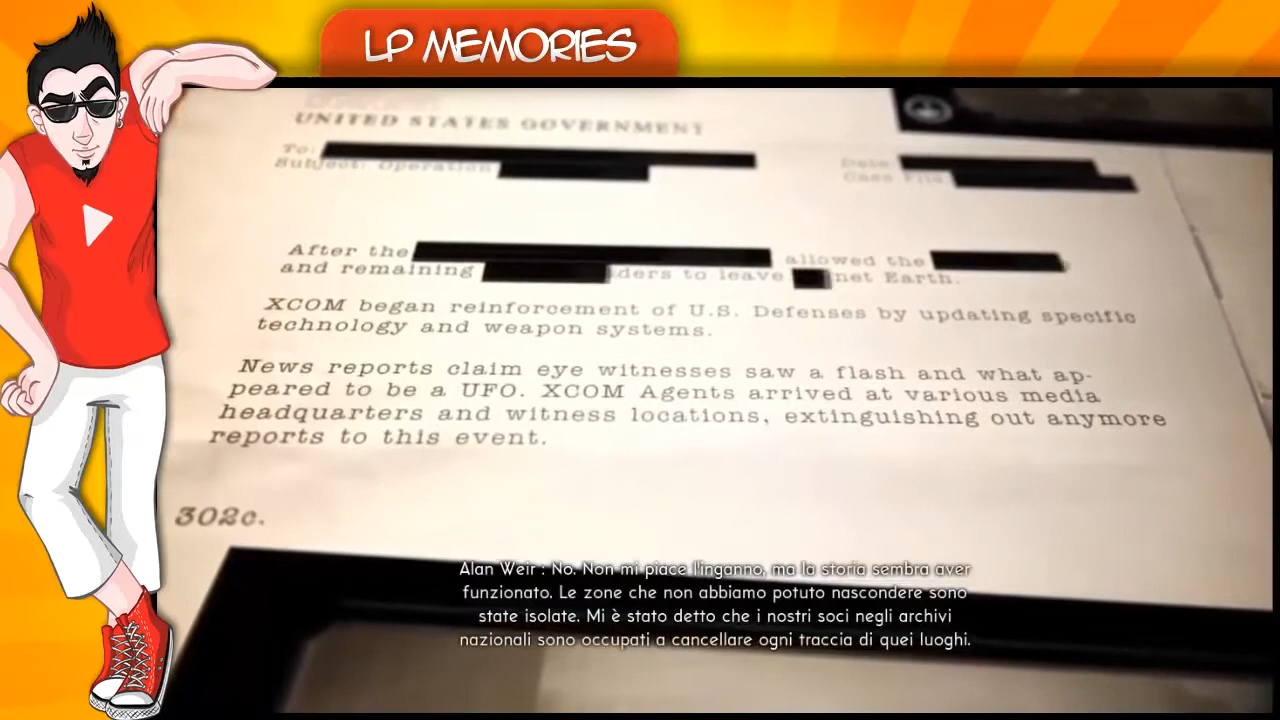 LP MEMORIES
UNITED STATES GOVERNMENT
To:
Subject: Operation
Date:
Case File
After the allowed the
and remaining ders to leave net Earth.
XCOM began reinforcement of U.S. Defenses by updating specific
technology and weapon systems.
News reports claim eye witnesses saw a flash and what ap-
peared to be a UFO. XCOM Agents arrived at various media
headquarters and witness locations, extinguishing out anymore
reports to this event.
302c.
Alan Weir : No. Non mi piace l'inganno, ma la storia sembra aver
funzionato. Le zone che non abbiamo potuto nascondere sono
state isolate. Mi è stato detto che i nostri soci negli archivi
nazionali sono occupati a cancellare ogni traccia di quei luoghi.